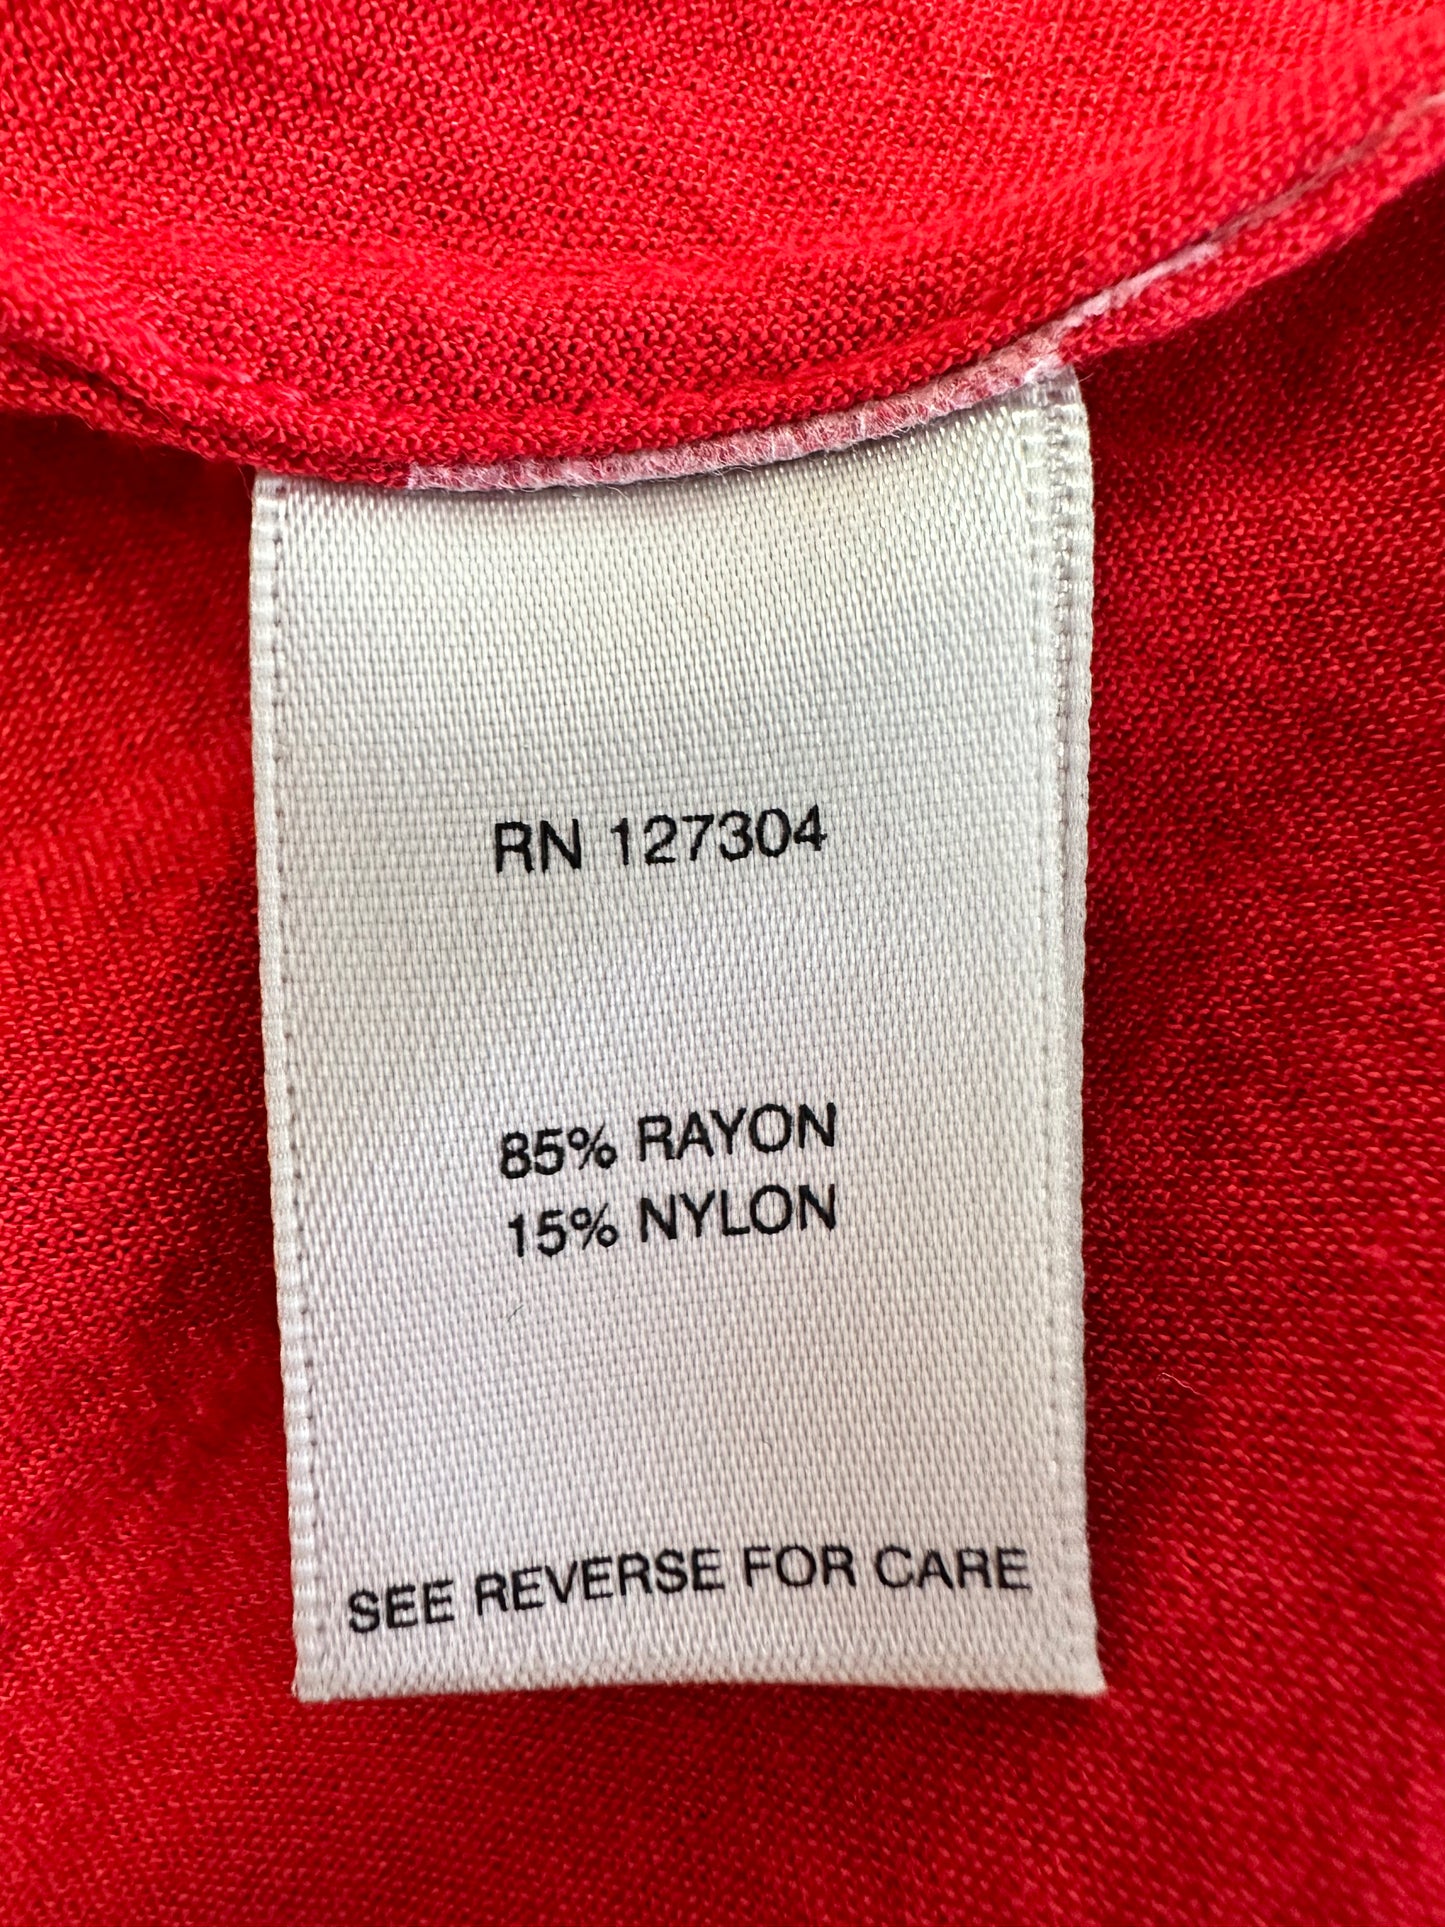 RN 127304
85% RAYON
15% NYLON
SEE REVERSE FOR CARE